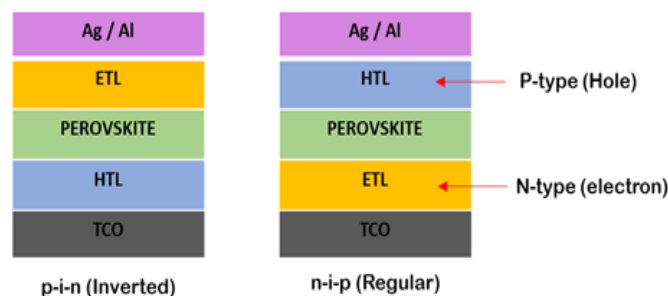 Ag / Al
ETL
PEROVSKITE
HTL
TCO
p-i-n (Inverted)
Ag / Al
HTL
PEROVSKITE
ETL
TCO
n-i-p (Regular)
P-type (Hole)
N-type (electron)